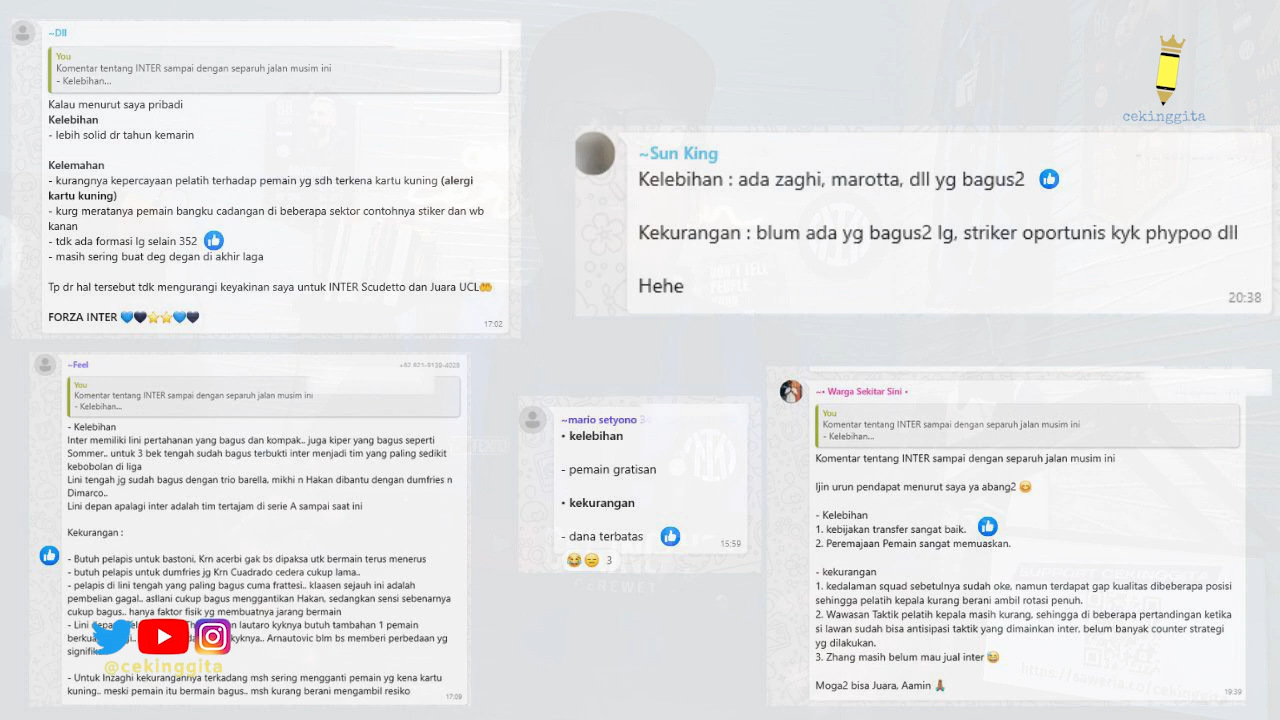 ~Dll
You
Komentar tentang INTER sampai dengan separuh jalan musim ini
- Kelebihan...
Kalau menurut saya pribadi
Kelebihan
- lebih solid dr tahun kemarin
Kelemahan
- kurangnya kepercayaan pelatih terhadap pemain yg sdh terkena kartu kuning (alergi
kartu kuning)
- kurg meratanya pemain bangku cadangan di beberapa sektor contohnya stiker dan wb
kanan
- tdk ada formasi lg selain 352 👍
- masih sering buat deg degan di akhir laga
Tp dr hal tersebut tdk mengurangi keyakinan saya untuk INTER Scudetto dan Juara UCL🤲
FORZA INTER 💙🖤⭐⭐💙🖤
17:02
cekinggita
~Sun King
Kelebihan : ada zaghi, marotta, dll yg bagus2 👍
Kekurangan : blum ada yg bagus2 lg, striker oportunis kyk phypoo dll
Hehe
20:38
~Feel
+62 821-9139-4028
You
Komentar tentang INTER sampai dengan separuh jalan musim ini
- Kelebihan...
- Kelebihan
Inter memiliki lini pertahanan yang bagus dan kompak.. juga kiper yang bagus seperti
Sommer.. untuk 3 bek tengah sudah bagus terbukti inter menjadi tim yang paling sedikit
kebobolan di liga
Lini tengah jg sudah bagus dengan trio barella, mikhi n Hakan dibantu dengan dumfries n
Dimarco..
Lini depan apalagi inter adalah tim tertajam di serie A sampai saat ini
Kekurangan :
- Butuh pelapis untuk bastoni, Krn acerbi gak bs dipaksa utk bermain terus menerus
- butuh pelapis untuk dumfries jg Krn Cuadrado cedera cukup lama..
- pelapis di lini tengah yang paling bagus cuma frattesi.. klaasen sejauh ini adalah
pembelian gagal.. asllani cukup bagus menggantikan Hakan, sedangkan sensi sebenarnya
cukup bagus.. hanya faktor fisik yg membuatnya jarang bermain
- Lini lautaro kyknya butuh tambahan 1 pemain
kyknya.. Arnautovic blm bs memberi perbedaan yg
@cekinggita
- Untuk Inzaghi kekurangannya terkadang msh sering mengganti pemain yg kena kartu
kuning.. meski pemain itu bermain bagus.. msh kurang berani mengambil resiko
17:09
~mario setyono
• kelebihan
- pemain gratisan
• kekurangan
- dana terbatas 👍
15:59
😂 😑 3
~• Warga Sekitar Sini •
You
Komentar tentang INTER sampai dengan separuh jalan musim ini
- Kelebihan...
Komentar tentang INTER sampai dengan separuh jalan musim ini
Ijin urun pendapat menurut saya ya abang2 😊
- Kelebihan
1. kebijakan transfer sangat baik. 👍
2. Peremajaan Pemain sangat memuaskan.
- kekurangan
1. kedalaman squad sebetulnya sudah oke, namun terdapat gap kualitas dibeberapa posisi
sehingga pelatih kepala kurang berani ambil rotasi penuh.
2. Wawasan Taktik pelatih kepala masih kurang, sehingga di beberapa pertandingan ketika
si lawan sudah bisa antisipasi taktik yang dimainkan inter, belum banyak counter strategi
yg dilakukan.
3. Zhang masih belum mau jual inter 😅
Moga2 bisa Juara, Aamin 🙏🏽
19:39